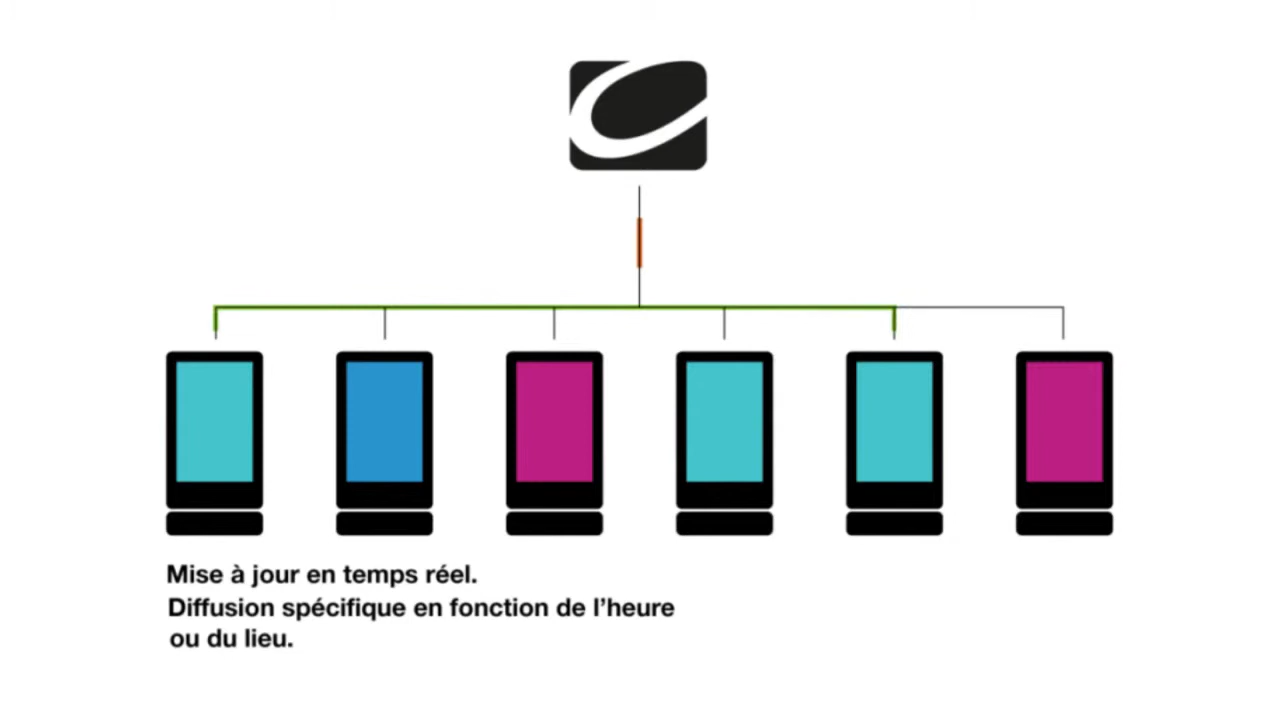 Mise à jour en temps réel.
Diffusion spécifique en fonction de l’heure
ou du lieu.